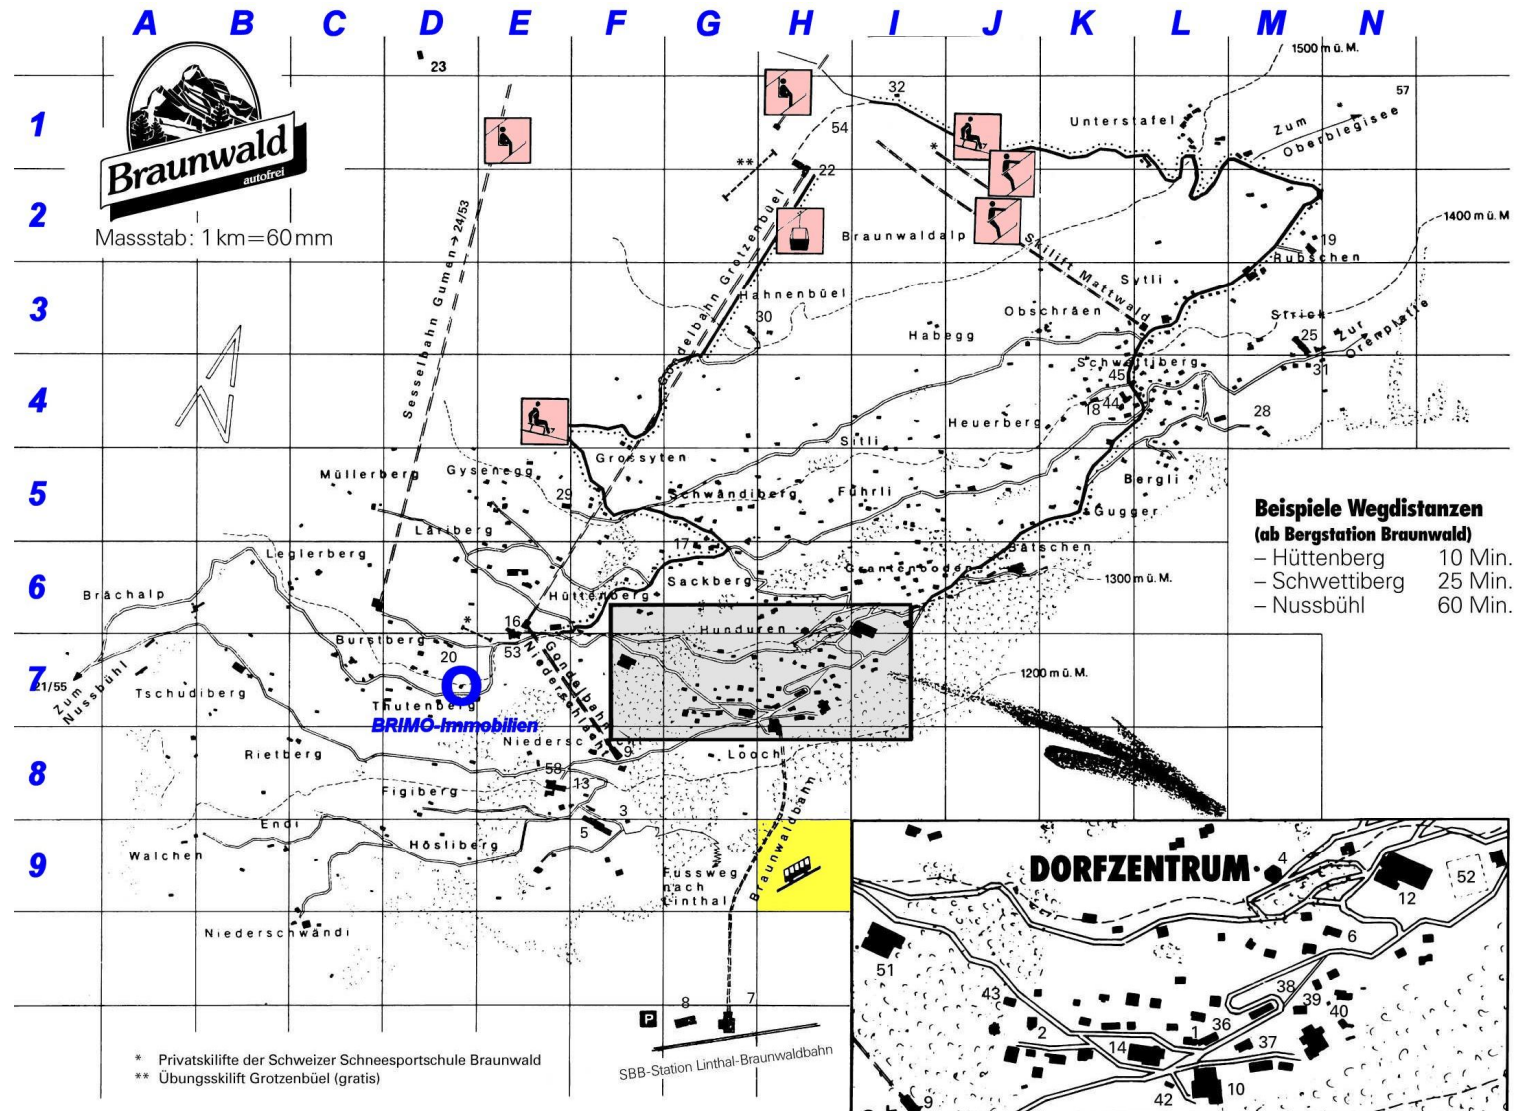 A B C D E F G H I J K L M N
1
2
3
4
5
6
7
8
9
Braunwald
autofrei
Massstab: 1 km=60 mm
23
1500 m ü. M.
57
32
54
Unterstafel
Zum
Oberblegisee
*
*
**
22
1400 m ü. M
Braunwaldalp
19
Rubschen
Sesselbahn Gumen → 24/53
Gondelbahn Grotzenbüel
Skilift Mattwald
Sytli
Hahnenbüel
30
Obschräen
Habegg
Strick
25
Zur
Orenplatte
31
Schwettiberg
45
44
18
28
Heuerberg
Sitli
Grossyten
Müllerberg
Gysenegg
29
Schwändiberg
Führli
Bergli
Gugger
Beispiele Wegdistanzen
(ab Bergstation Braunwald)
– Hüttenberg 10 Min.
– Schwettiberg 25 Min.
– Nussbühl 60 Min.
Läriberg
Leglerberg
17
Bätschen
Grantenboden
Sackberg
1300 m ü. M.
Brächalp
Hüttenberg
*
16
Hunduren
Burstberg
53
20
Gondelbahn
Niederschlacht
21/55
Zum
Nussbühl
Tschudiberg
1200 m ü. M.
Thutenberg
BRIMO-Immobilien
Rietberg
9
Looch
58
13
Figiberg
3
5
Endi
Walchen
Hösliberg
Braunwaldbahn
Fussweg
nach
Linthal
Niederschwändi
DORFZENTRUM
4
12
52
6
51
43
38
39
40
2
1
36
37
14
10
42
9
8
7
P
SBB-Station Linthal-Braunwaldbahn
* Privatskilifte der Schweizer Schneesportschule Braunwald
** Übungsskilift Grotzenbüel (gratis)